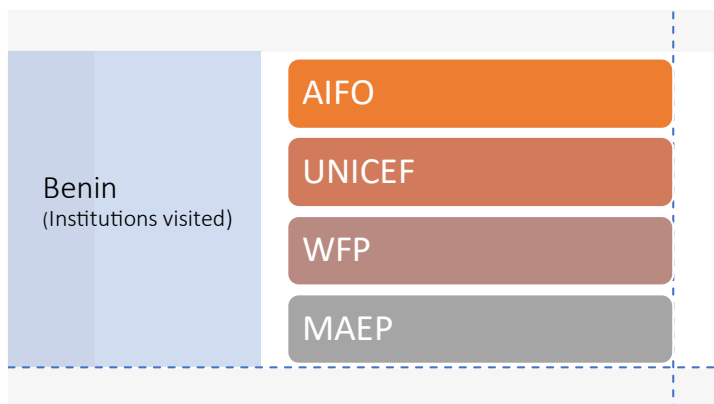 Benin
(Institutions visited)
AIFO
UNICEF
WFP
MAEP